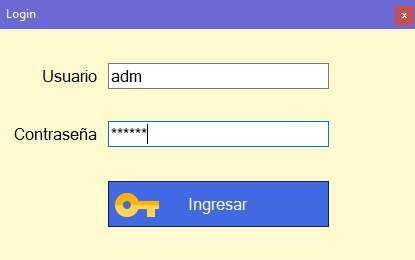 Login
x
Usuario adm
Contraseña ******
Ingresar